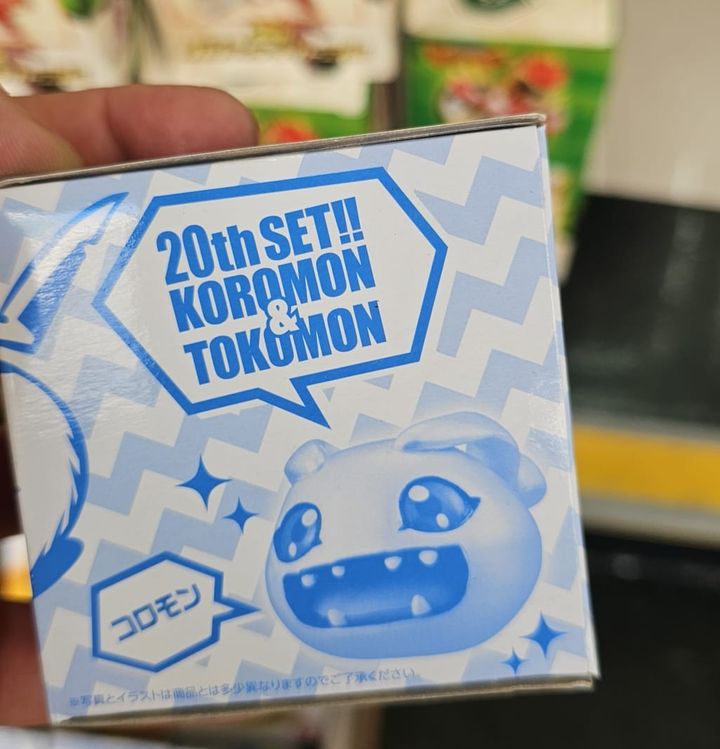 20th SET!!
KOROMON
&
TOKOMON
コロモン
※写真とイラストは商品とは多少異なりますのでご了承ください。